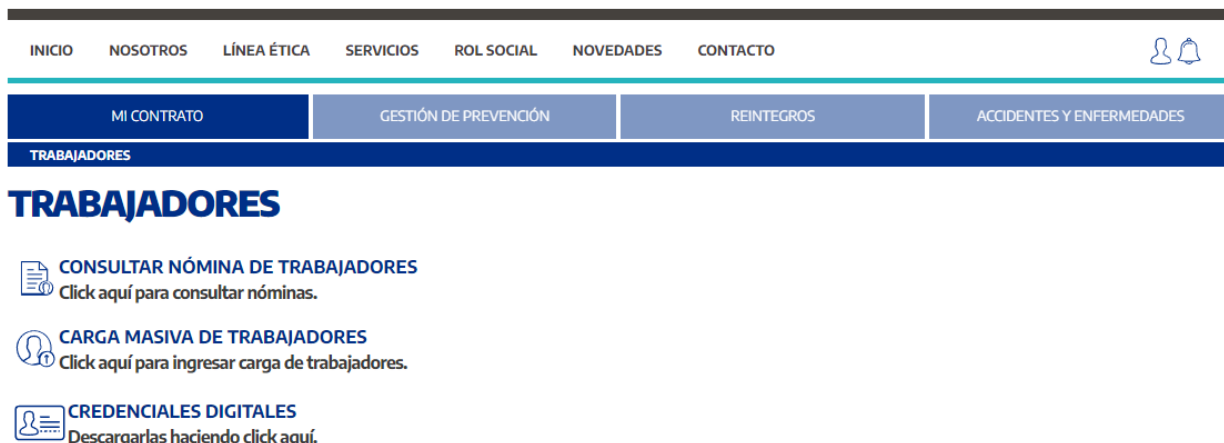 INICIO NOSOTROS LÍNEA ÉTICA SERVICIOS ROL SOCIAL NOVEDADES CONTACTO
MI CONTRATO GESTIÓN DE PREVENCIÓN REINTEGROS ACCIDENTES Y ENFERMEDADES
TRABAJADORES
TRABAJADORES
CONSULTAR NÓMINA DE TRABAJADORES
Click aquí para consultar nóminas.
CARGA MASIVA DE TRABAJADORES
Click aquí para ingresar carga de trabajadores.
CREDENCIALES DIGITALES
Descargarlas haciendo click aquí.